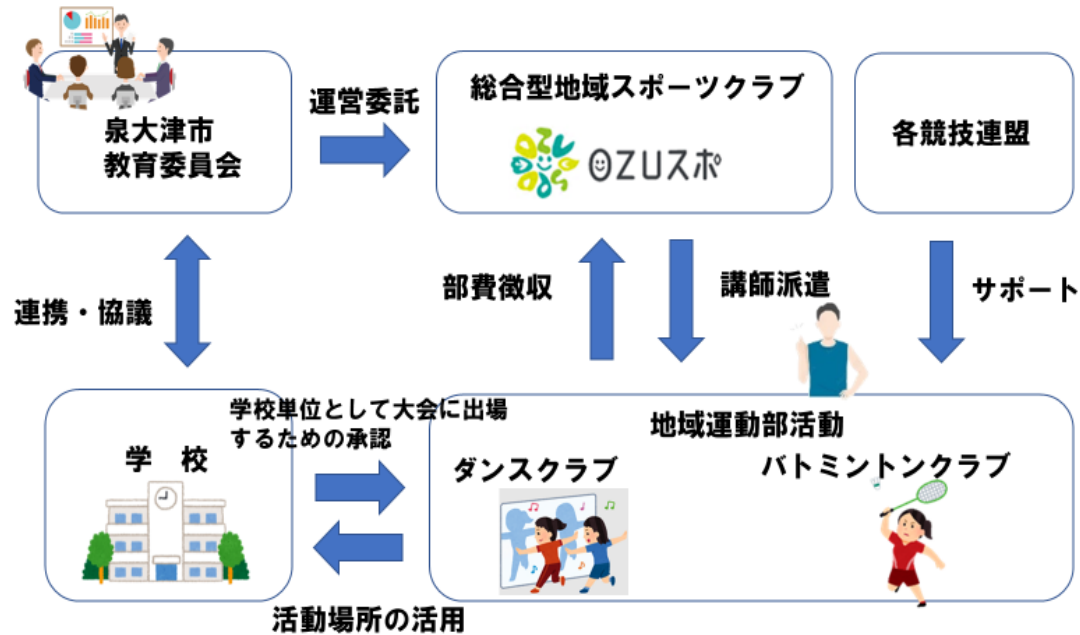 泉大津市
教育委員会
運営委託
総合型地域スポーツクラブ
OZUスポ
OZUスポ
各競技連盟
連携・協議
部費徴収
講師派遣
サポート
学校単位として大会に出場
するための承認
学　校
地域運動部活動
ダンスクラブ
バトミントンクラブ
活動場所の活用